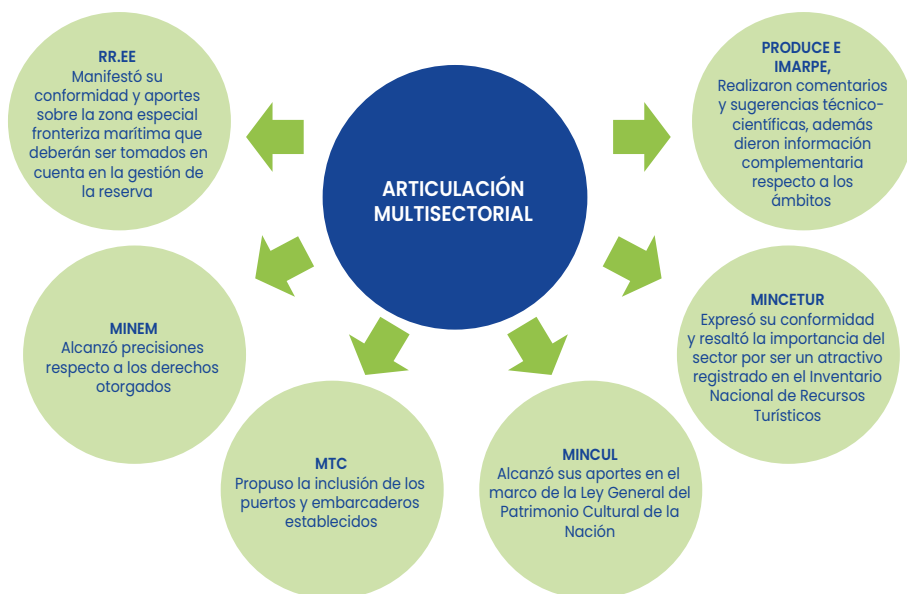 ARTICULACIÓN
MULTISECTORIAL
RR.EE
Manifestó su
conformidad y aportes
sobre la zona especial
fronteriza marítima que
deberán ser tomados en
cuenta en la gestión de
la reserva
MINEM
Alcanzó precisiones
respecto a los derechos
otorgados
MTC
Propuso la inclusión de los
puertos y embarcaderos
establecidos
MINCUL
Alcanzó sus aportes en el
marco de la Ley General del
Patrimonio Cultural de la
Nación
MINCETUR
Expresó su conformidad
y resaltó la importancia del
sector por ser un atractivo
registrado en el Inventario
Nacional de Recursos
Turísticos
PRODUCE E
IMARPE,
Realizaron comentarios
y sugerencias técnico-
científicas, además
dieron información
complementaria
respecto a los
ámbitos